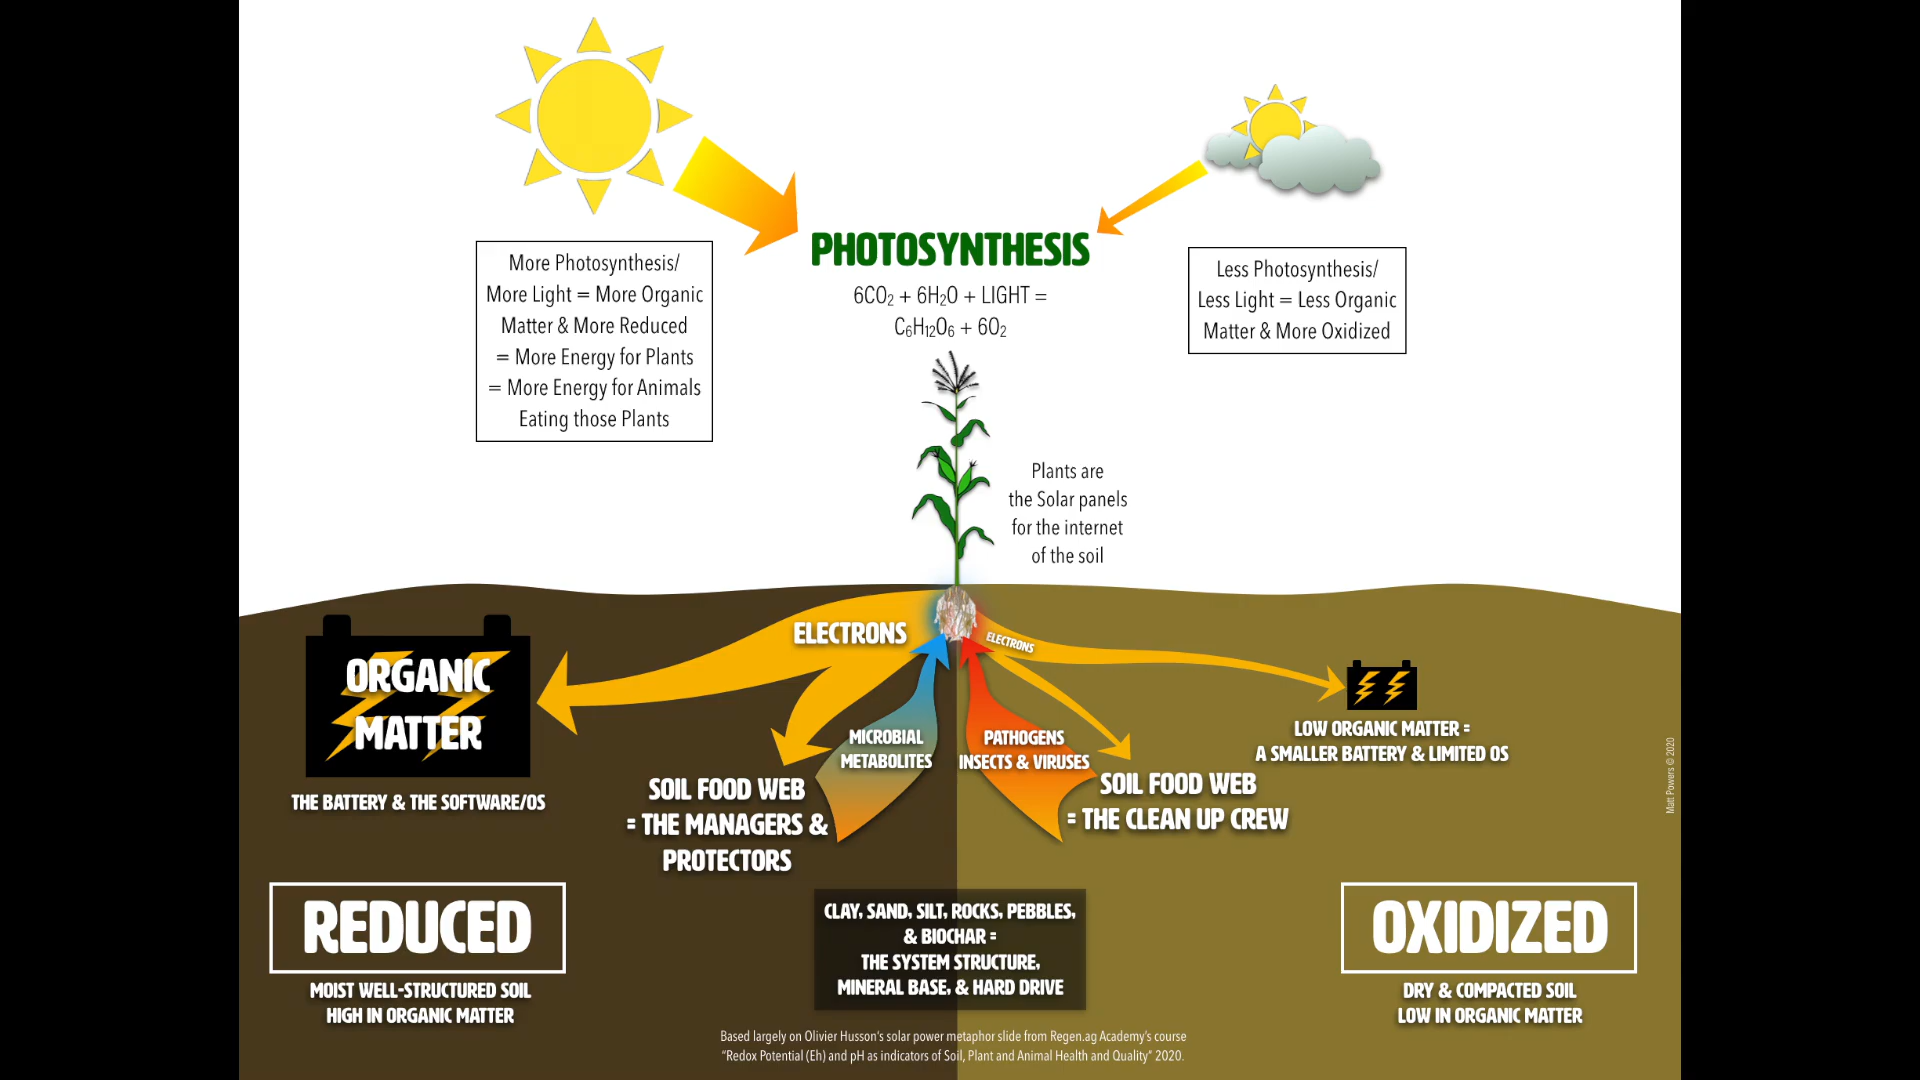 More Photosynthesis/
More Light = More Organic
Matter & More Reduced
= More Energy for Plants
= More Energy for Animals
Eating those Plants
PHOTOSYNTHESIS
6CO₂ + 6H₂O + LIGHT =
C₆H₁₂O₆ + 6O₂
Less Photosynthesis/
Less Light = Less Organic
Matter & More Oxidized
Plants are
the Solar panels
for the internet
of the soil
ELECTRONS
ELECTRONS
ORGANIC
MATTER
THE BATTERY & THE SOFTWARE/OS
MICROBIAL
METABOLITES
PATHOGENS
INSECTS & VIRUSES
SOIL FOOD WEB
= THE MANAGERS &
PROTECTORS
SOIL FOOD WEB
= THE CLEAN UP CREW
LOW ORGANIC MATTER =
A SMALLER BATTERY & LIMITED OS
Matt Powers © 2020
REDUCED
MOIST WELL-STRUCTURED SOIL
HIGH IN ORGANIC MATTER
CLAY, SAND, SILT, ROCKS, PEBBLES,
& BIOCHAR =
THE SYSTEM STRUCTURE,
MINERAL BASE, & HARD DRIVE
OXIDIZED
DRY & COMPACTED SOIL
LOW IN ORGANIC MATTER
Based largely on Olivier Husson's solar power metaphor slide from Regen.ag Academy's course
"Redox Potential (Eh) and pH as indicators of Soil, Plant and Animal Health and Quality" 2020.